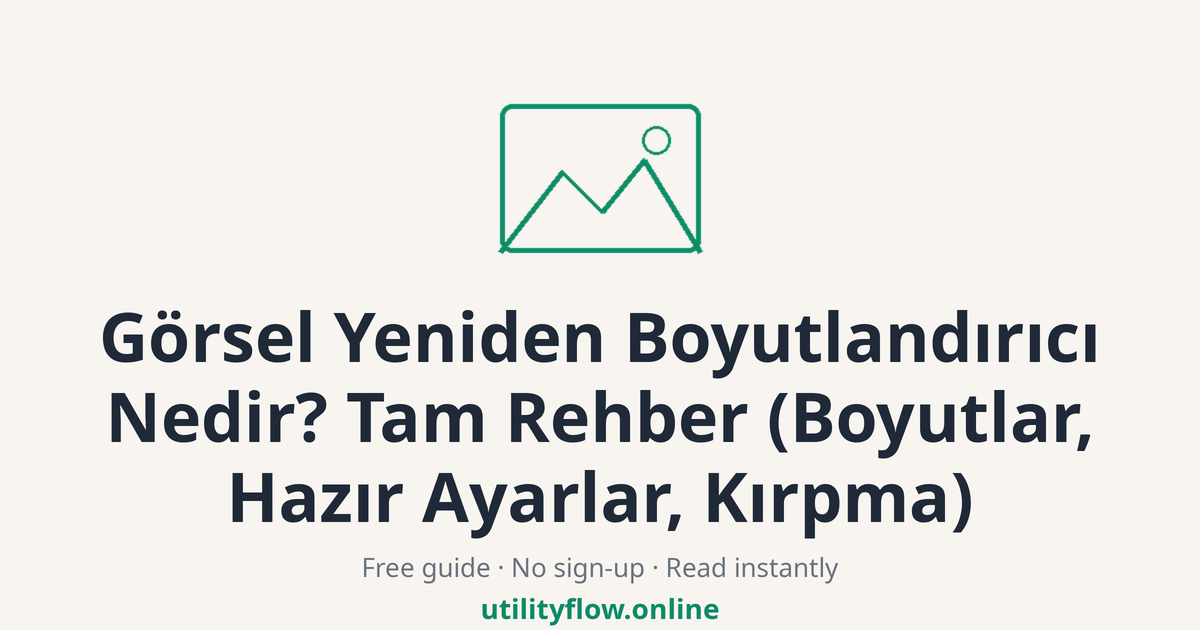 Görsel Yeniden Boyutlandırıcı
Nedir? Tam Rehber (Boyutlar,
Hazır Ayarlar, Kırpma)
Free guide · No sign-up · Read instantly
utilityflow.online